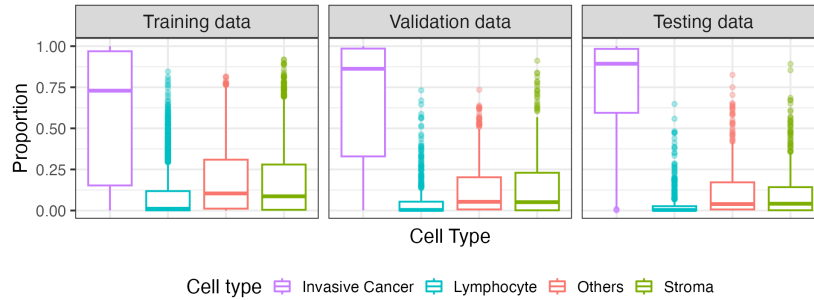 Training data
Validation data
Testing data
Proportion
1.00
0.75
0.50
0.25
0.00
Cell Type
Cell type Invasive Cancer Lymphocyte Others Stroma